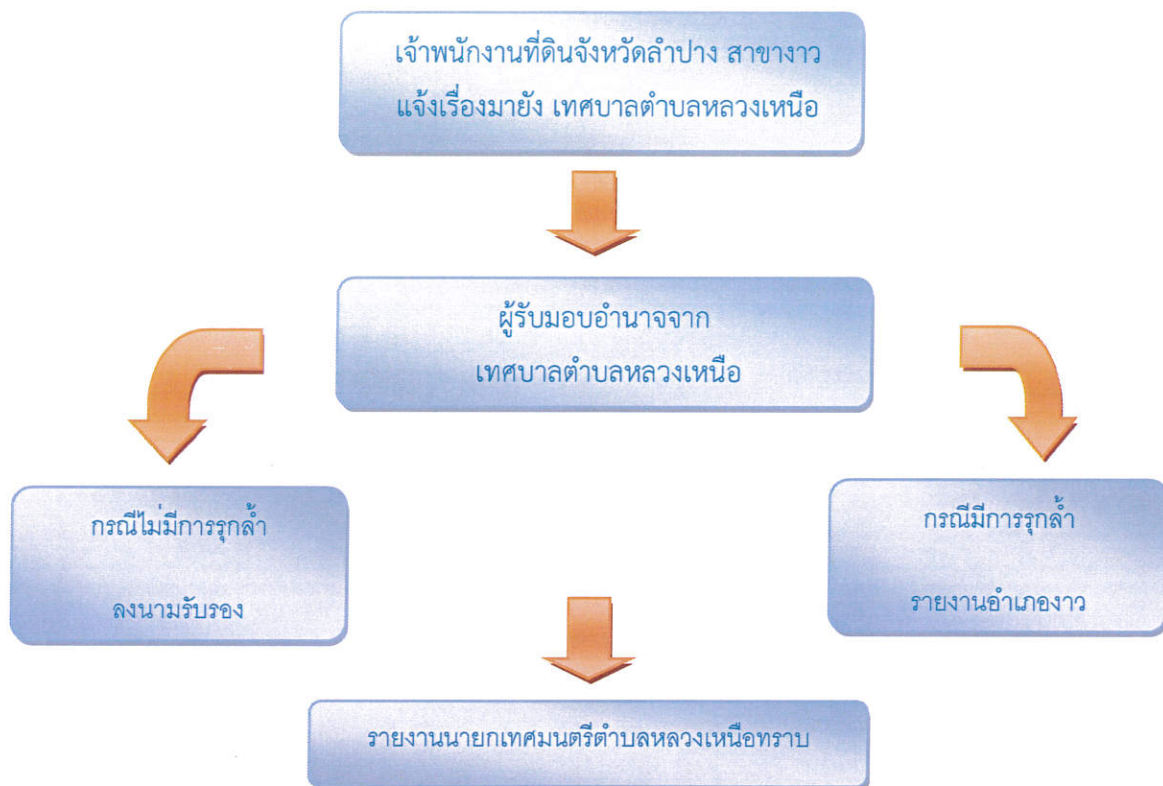 เจ้าพนักงานที่ดินจังหวัดลำปาง สาขางาว
แจ้งเรื่องมายัง เทศบาลตำบลหลวงเหนือ
ผู้รับมอบอำนาจจาก
เทศบาลตำบลหลวงเหนือ
กรณีไม่มีการรุกล้ำ
ลงนามรับรอง
กรณีมีการรุกล้ำ
รายงานอำเภองาว
รายงานนายกเทศมนตรีตำบลหลวงเหนือทราบ